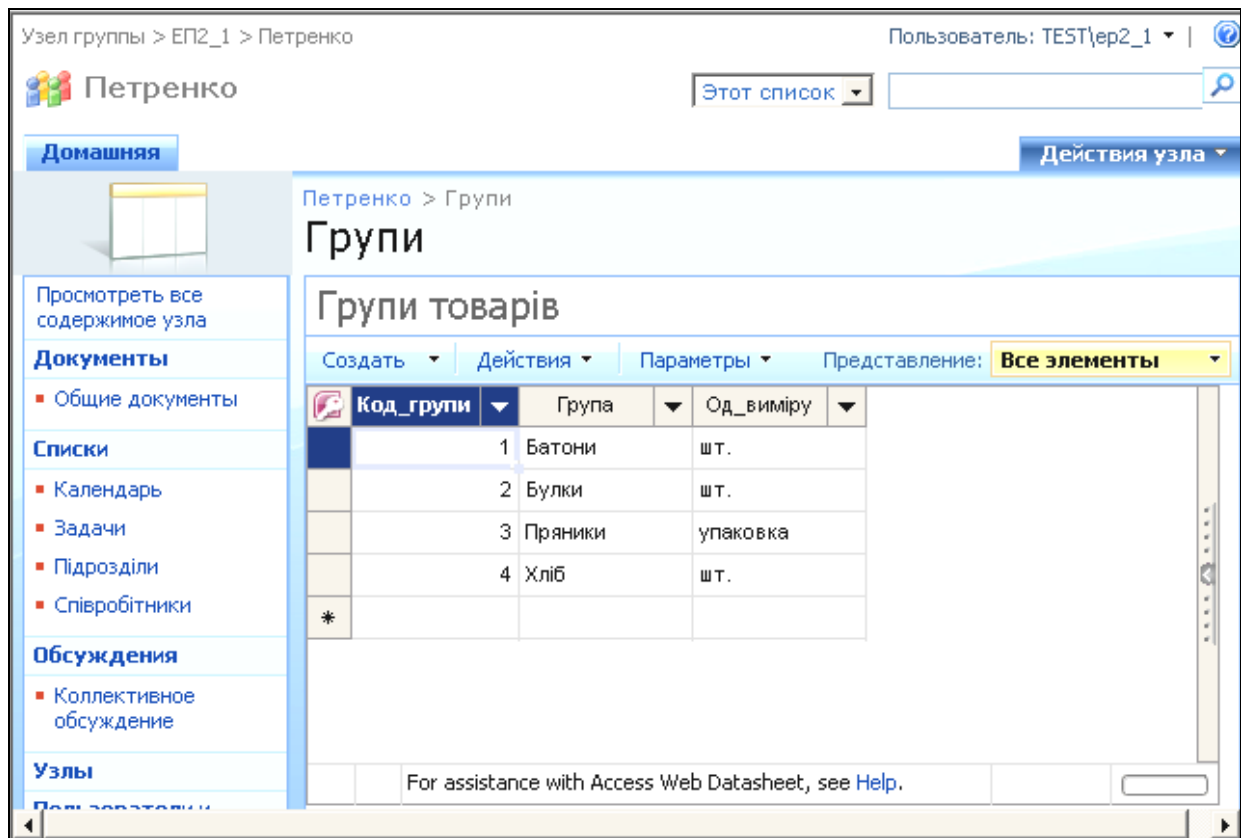 Узел группы > ЕП2_1 > Петренко
Пользователь: TEST\ep2_1
Петренко
Этот список
Домашняя
Действия узла
Петренко > Групи
Групи
Просмотреть все
содержимое узла
Документы
Общие документы
Списки
Календарь
Задачи
Підрозділи
Співробітники
Обсуждения
Коллективное
обсуждение
Узлы
Групи товарів
Создать Действия Параметры Представление: Все элементы
Код_групи Група Од_виміру
1 Батони шт.
2 Булки шт.
3 Пряники упаковка
4 Хліб шт.
*
For assistance with Access Web Datasheet, see Help.